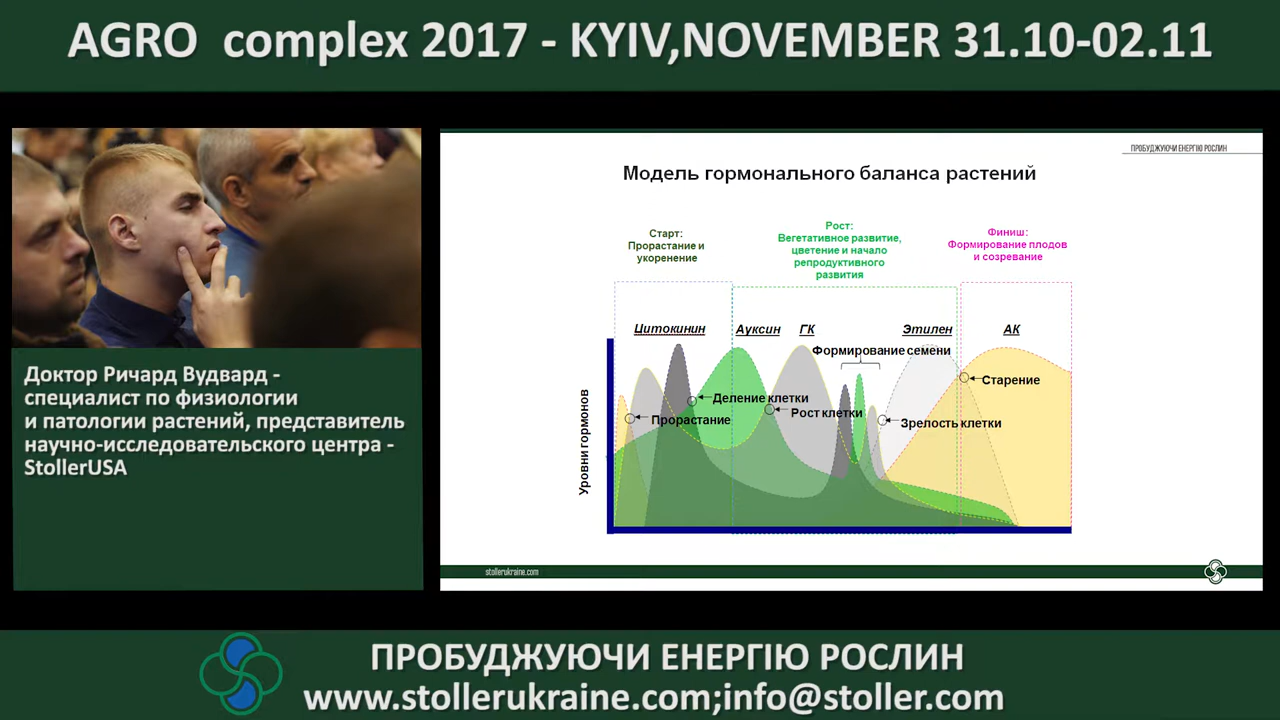 AGRO complex 2017 - KYIV,NOVEMBER 31.10-02.11
Доктор Ричард Вудвард -
специалист по физиологии
и патологии растений, представитель
научно-исследовательского центра -
StollerUSA
ПРОБУДЖУЮЧИ ЕНЕРГІЮ РОСЛИН
Модель гормонального баланса растений
Старт:
Прорастание и
укоренение
Рост:
Вегетативное развитие,
цветение и начало
репродуктивного
развития
Финиш:
Формирование плодов
и созревание
Цитокинин
Ауксин
ГК
Этилен
АК
Формирование семени
Старение
Деление клетки
Рост клетки
Прорастание
Зрелость клетки
Уровни гормонов
stollerukraine.com
ПРОБУДЖУЮЧИ ЕНЕРГІЮ РОСЛИН
www.stollerukraine.com;info@stoller.com